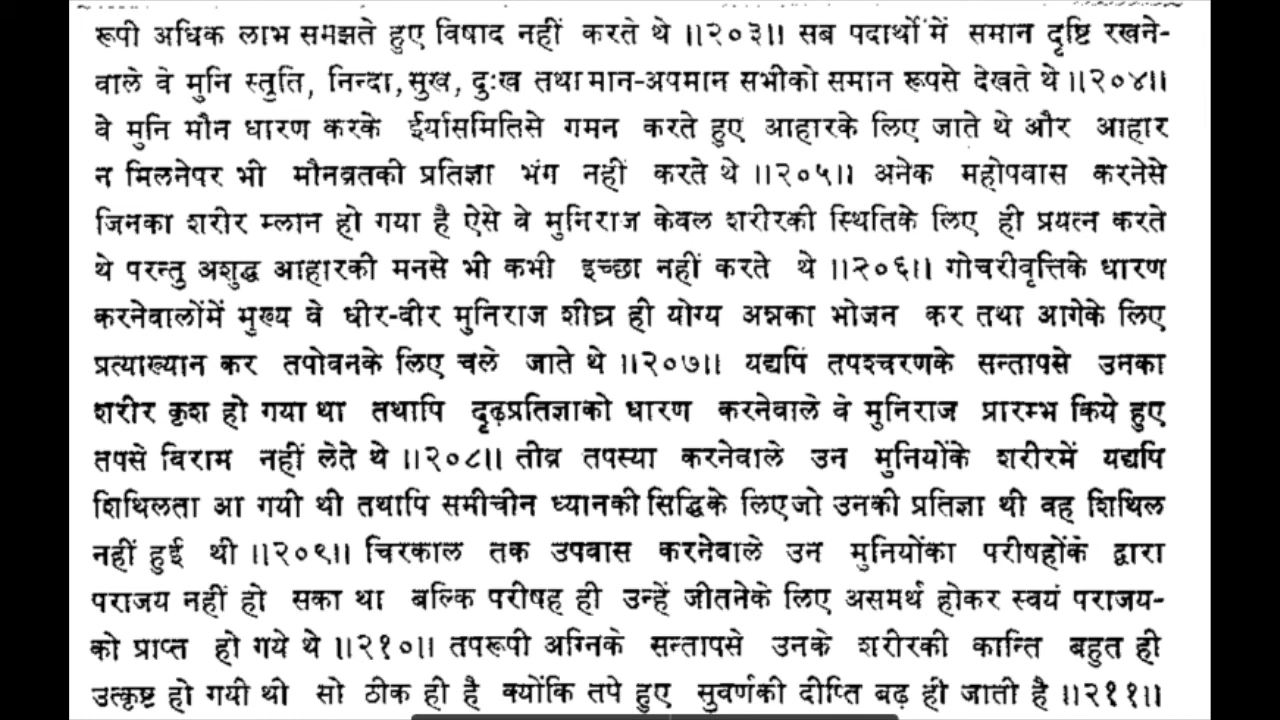 रूपी अधिक लाभ समझते हुए विषाद नहीं करते थे ॥२०३॥ सब पदार्थोंमें समान दृष्टि रखने-
वाले वे मुनि स्तुति, निन्दा, सुख, दुःख तथा मान-अपमान सभीको समान रूपसे देखते थे ॥२०४॥
वे मुनि मौन धारण करके ईर्यासमितिसे गमन करते हुए आहारके लिए जाते थे और आहार
न मिलनेपर भी मौनव्रतकी प्रतिज्ञा भंग नहीं करते थे ॥२०५॥ अनेक महोपवास करनेसे
जिनका शरीर म्लान हो गया है ऐसे वे मुनिराज केवल शरीरकी स्थितिके लिए ही प्रयत्न करते
थे परन्तु अशुद्ध आहारकी मनसे भी कभी इच्छा नहीं करते थे ॥२०६॥ गोचरीवृत्तिके धारण
करनेवालोंमें मुख्य वे धीर-वीर मुनिराज शीघ्र ही योग्य अन्नका भोजन कर तथा आगेके लिए
प्रत्याख्यान कर तपोवनके लिए चले जाते थे ॥२०७॥ यद्यपि तपश्चरणके सन्तापसे उनका
शरीर कृश हो गया था तथापि दृढ़प्रतिज्ञाको धारण करनेवाले वे मुनिराज प्रारम्भ किये हुए
तपसे विराम नहीं लेते थे ॥२०८॥ तीव्र तपस्या करनेवाले उन मुनियोंके शरीरमें यद्यपि
शिथिलता आ गयी थी तथापि समीचीन ध्यानकी सिद्धिके लिए जो उनकी प्रतिज्ञा थी वह शिथिल
नहीं हुई थी ॥२०९॥ चिरकाल तक उपवास करनेवाले उन मुनियोंका परीषहोंके द्वारा
पराजय नहीं हो सका था बल्कि परीषह ही उन्हें जीतनेके लिए असमर्थ होकर स्वयं पराजय-
को प्राप्त हो गये थे ॥२१०॥ तपरूपी अग्निके सन्तापसे उनके शरीरकी कान्ति बहुत ही
उत्कृष्ट हो गयी थी सो ठीक ही है क्योंकि तपे हुए सुवर्णकी दीप्ति बढ़ ही जाती है ॥२११॥